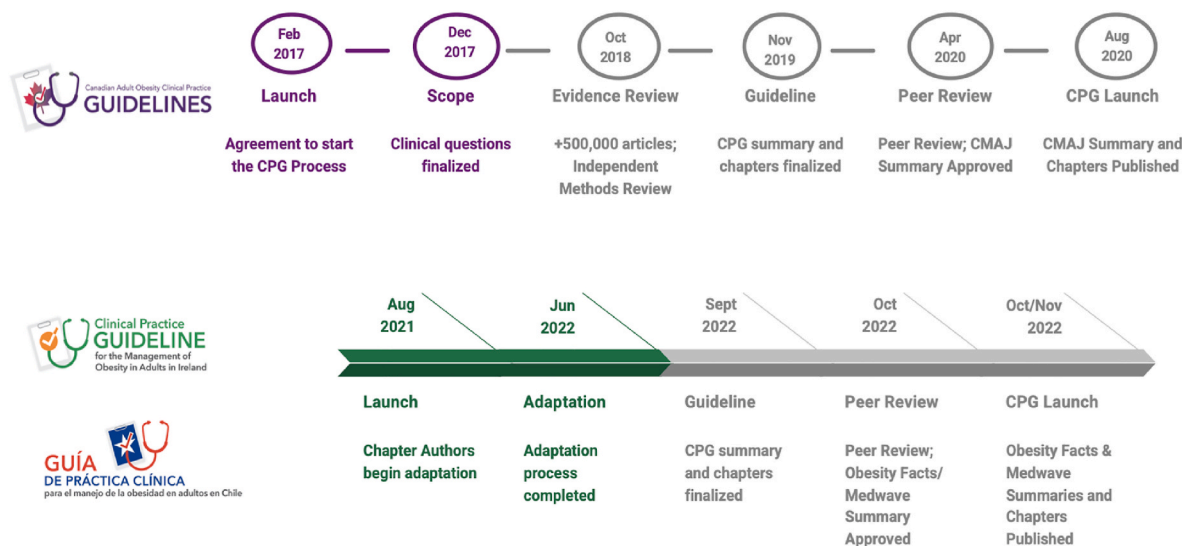 Feb
2017
Dec
2017
Oct
2018
Nov
2019
Apr
2020
Aug
2020
Canadian Adult Obesity Clinical Practice
GUIDELINES
Launch
Scope
Evidence Review
Guideline
Peer Review
CPG Launch
Agreement to start
the CPG Process
Clinical questions
finalized
+500,000 articles;
Independent
Methods Review
CPG summary and
chapters finalized
Peer Review; CMAJ
Summary Approved
CMAJ Summary and
Chapters Published
Clinical Practice
GUIDELINE
for the Management of
Obesity in Adults in Ireland
GUÍA
DE PRÁCTICA CLÍNICA
para el manejo de la obesidad en adultos en Chile
Aug
2021
Jun
2022
Sept
2022
Oct
2022
Oct/Nov
2022
Launch
Adaptation
Guideline
Peer Review
CPG Launch
Chapter Authors
begin adaptation
Adaptation
process
completed
CPG summary
and chapters
finalized
Peer Review;
Obesity Facts/
Medwave
Summary
Approved
Obesity Facts &
Medwave
Summaries and
Chapters
Published